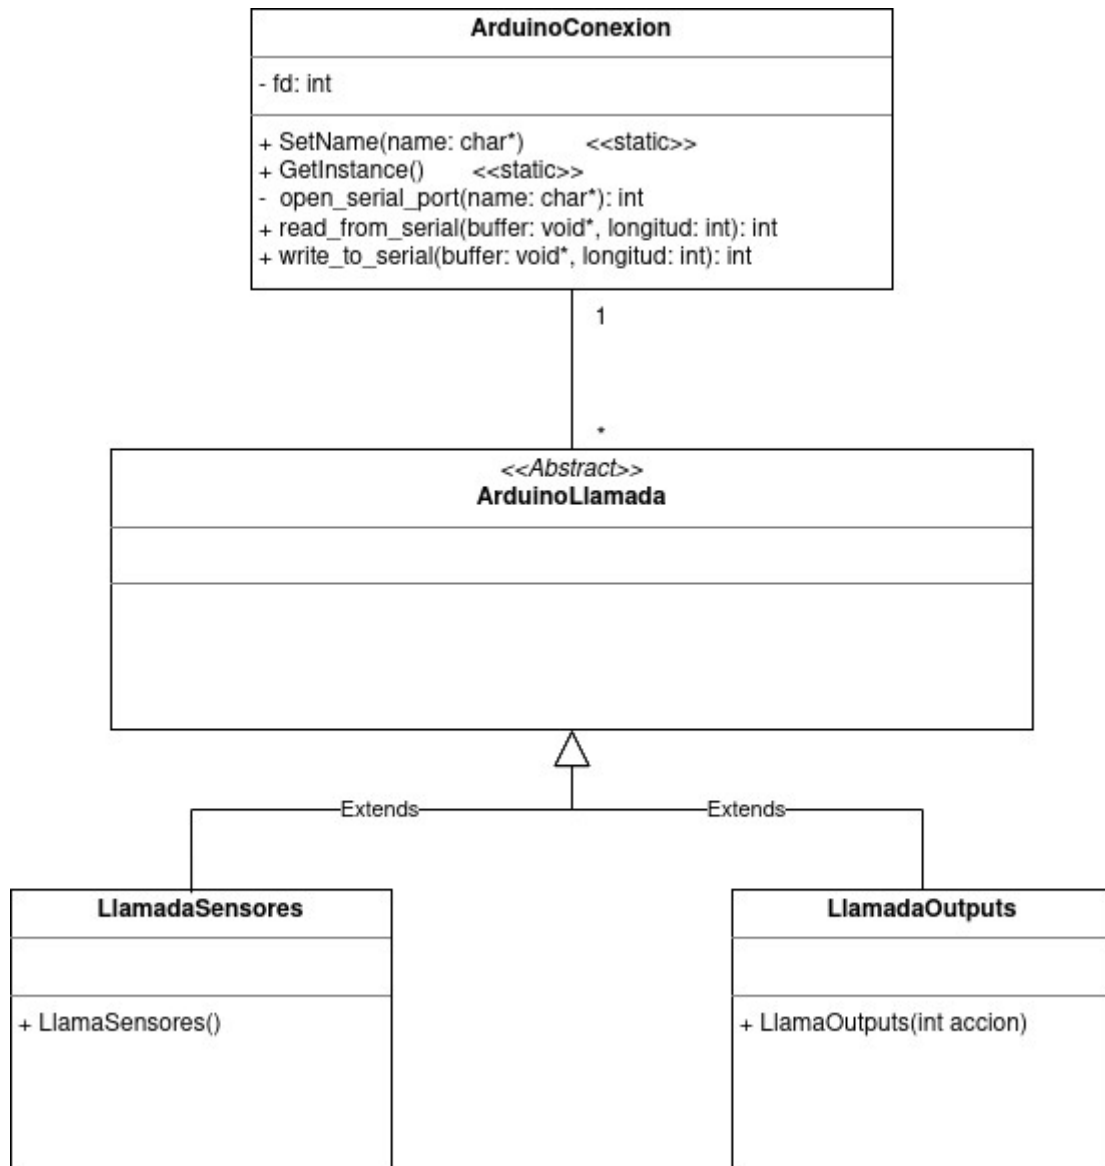 ArduinoConexion
- fd: int
+ SetName(name: char*) <<static>>
+ GetInstance() <<static>>
- open_serial_port(name: char*): int
+ read_from_serial(buffer: void*, longitud: int): int
+ write_to_serial(buffer: void*, longitud: int): int
1
*
<<Abstract>>
ArduinoLlamada
Extends
Extends
LlamadaSensores
+ LlamaSensores()
LlamadaOutputs
+ LlamaOutputs(int accion)